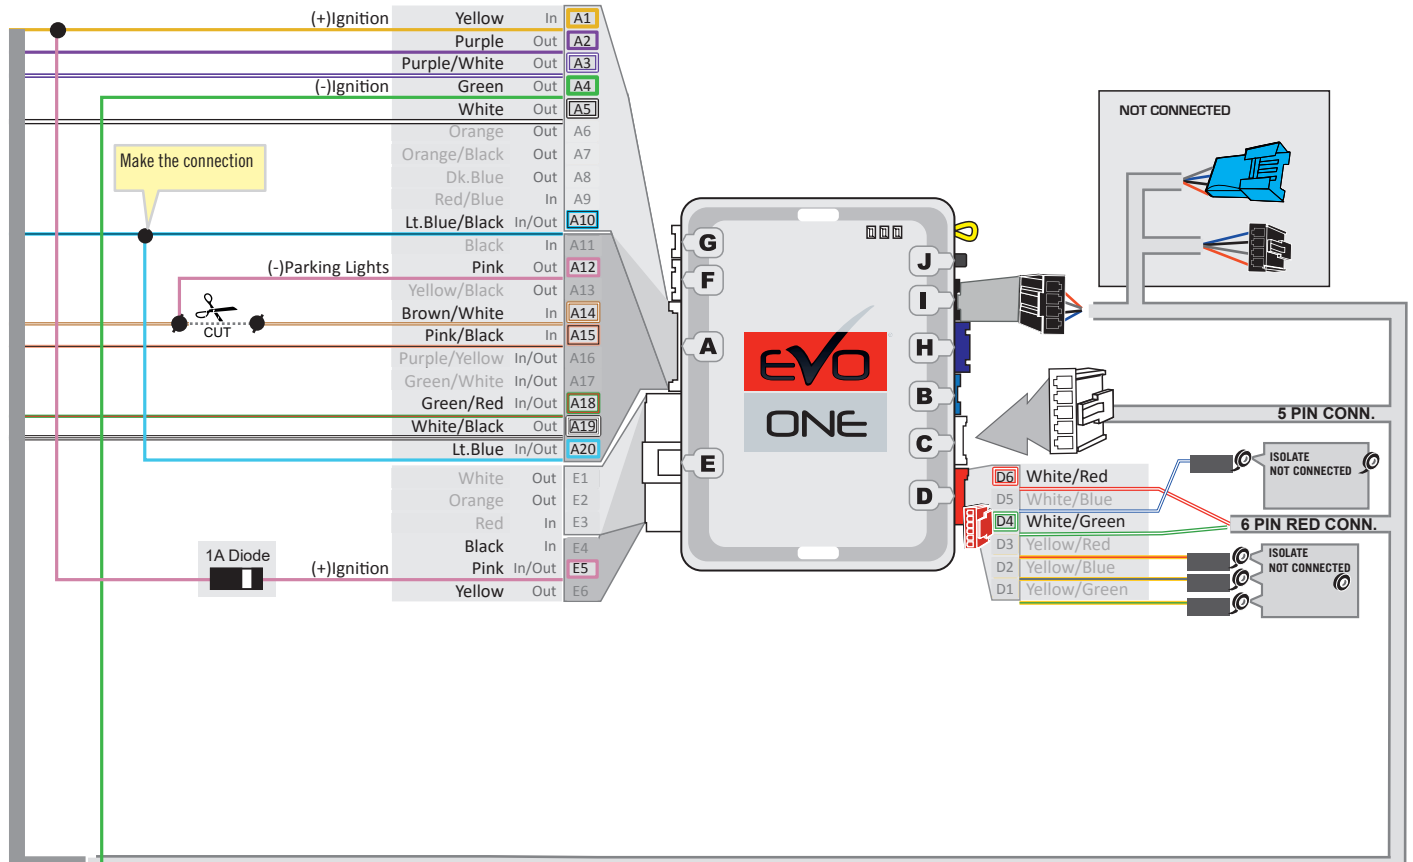 (+)Ignition Yellow In A1
Purple Out A2
Purple/White Out A3
(-)Ignition Green Out A4
White Out A5
Orange Out A6
Orange/Black Out A7
Dk.Blue Out A8
Red/Blue In A9
Lt.Blue/Black In/Out A10
Black In A11
(-)Parking Lights Pink Out A12
Yellow/Black Out A13
Brown/White In A14
Pink/Black In A15
Purple/Yellow In/Out A16
Green/White In/Out A17
Green/Red In/Out A18
White/Black Out A19
Lt.Blue In/Out A20
White Out E1
Orange Out E2
Red In E3
Black In E4
(+)Ignition Pink In/Out E5
Yellow Out E6
Make the connection
CUT
1A Diode
G
F
A
E
J
I
H
B
C
D
EVO
ONE
NOT CONNECTED
5 PIN CONN.
D6 White/Red
D5 White/Blue
D4 White/Green
D3 Yellow/Red
D2 Yellow/Blue
D1 Yellow/Green
ISOLATE
NOT CONNECTED
6 PIN RED CONN.
ISOLATE
NOT CONNECTED